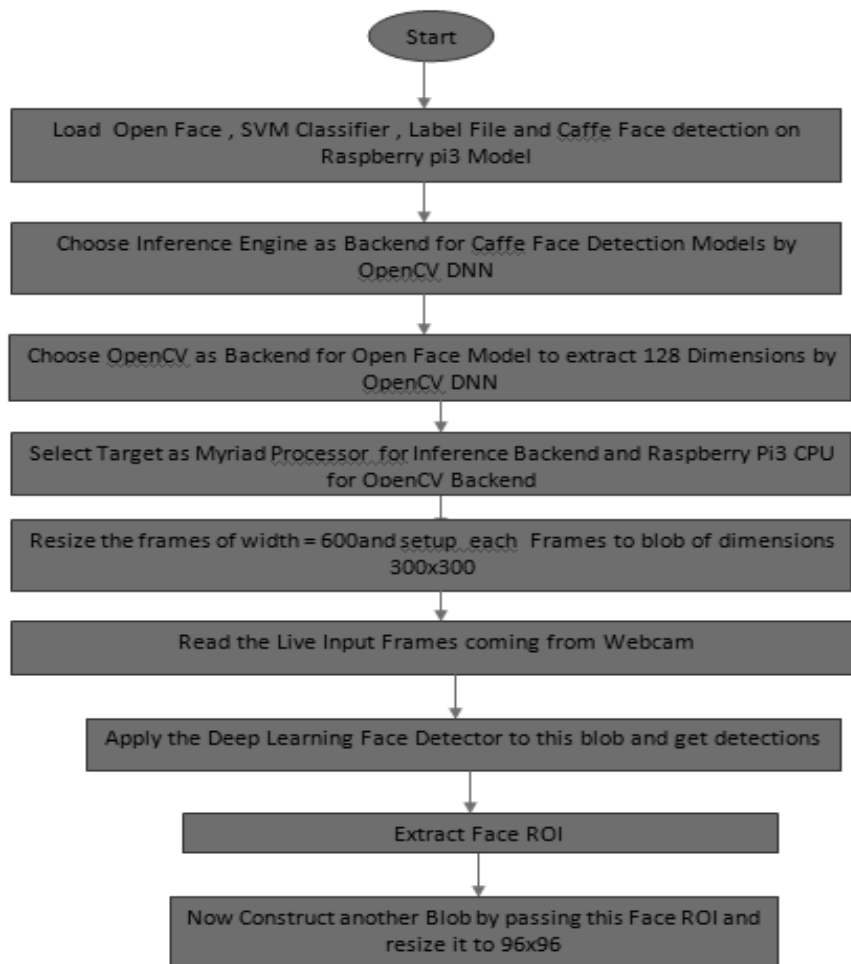 Start
Load Open Face , SVM Classifier , Label File and Caffe Face detection on
Raspberry pi3 Model
Choose Inference Engine as Backend for Caffe Face Detection Models by
OpenCV DNN
Choose OpenCV as Backend for Open Face Model to extract 128 Dimensions by
OpenCV DNN
Select Target as Myriad Processor for Inference Backend and Raspberry Pi3 CPU
for OpenCV Backend
Resize the frames of width = 600and setup each Frames to blob of dimensions
300x300
Read the Live Input Frames coming from Webcam
Apply the Deep Learning Face Detector to this blob and get detections
Extract Face ROI
Now Construct another Blob by passing this Face ROI and
resize it to 96x96